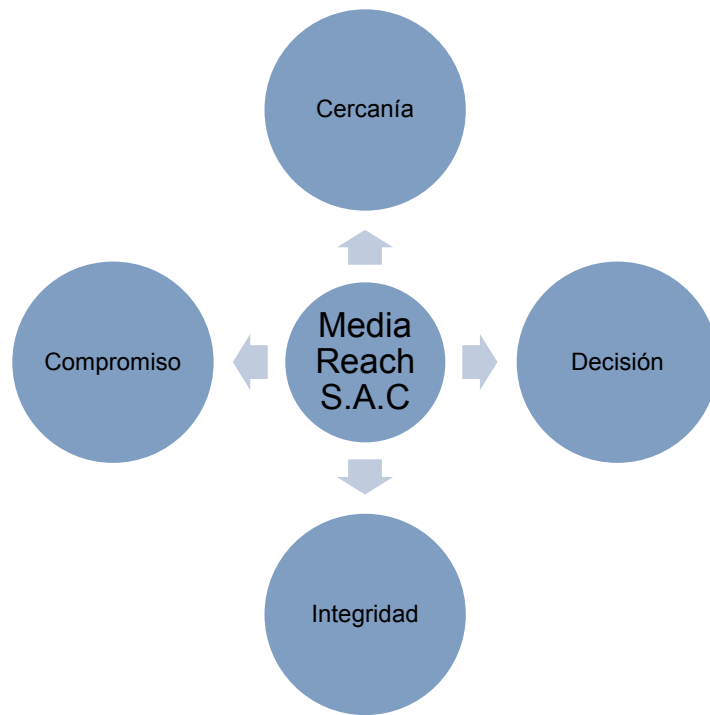 Cercanía
Compromiso
Media
Reach
S.A.C
Decisión
Integridad